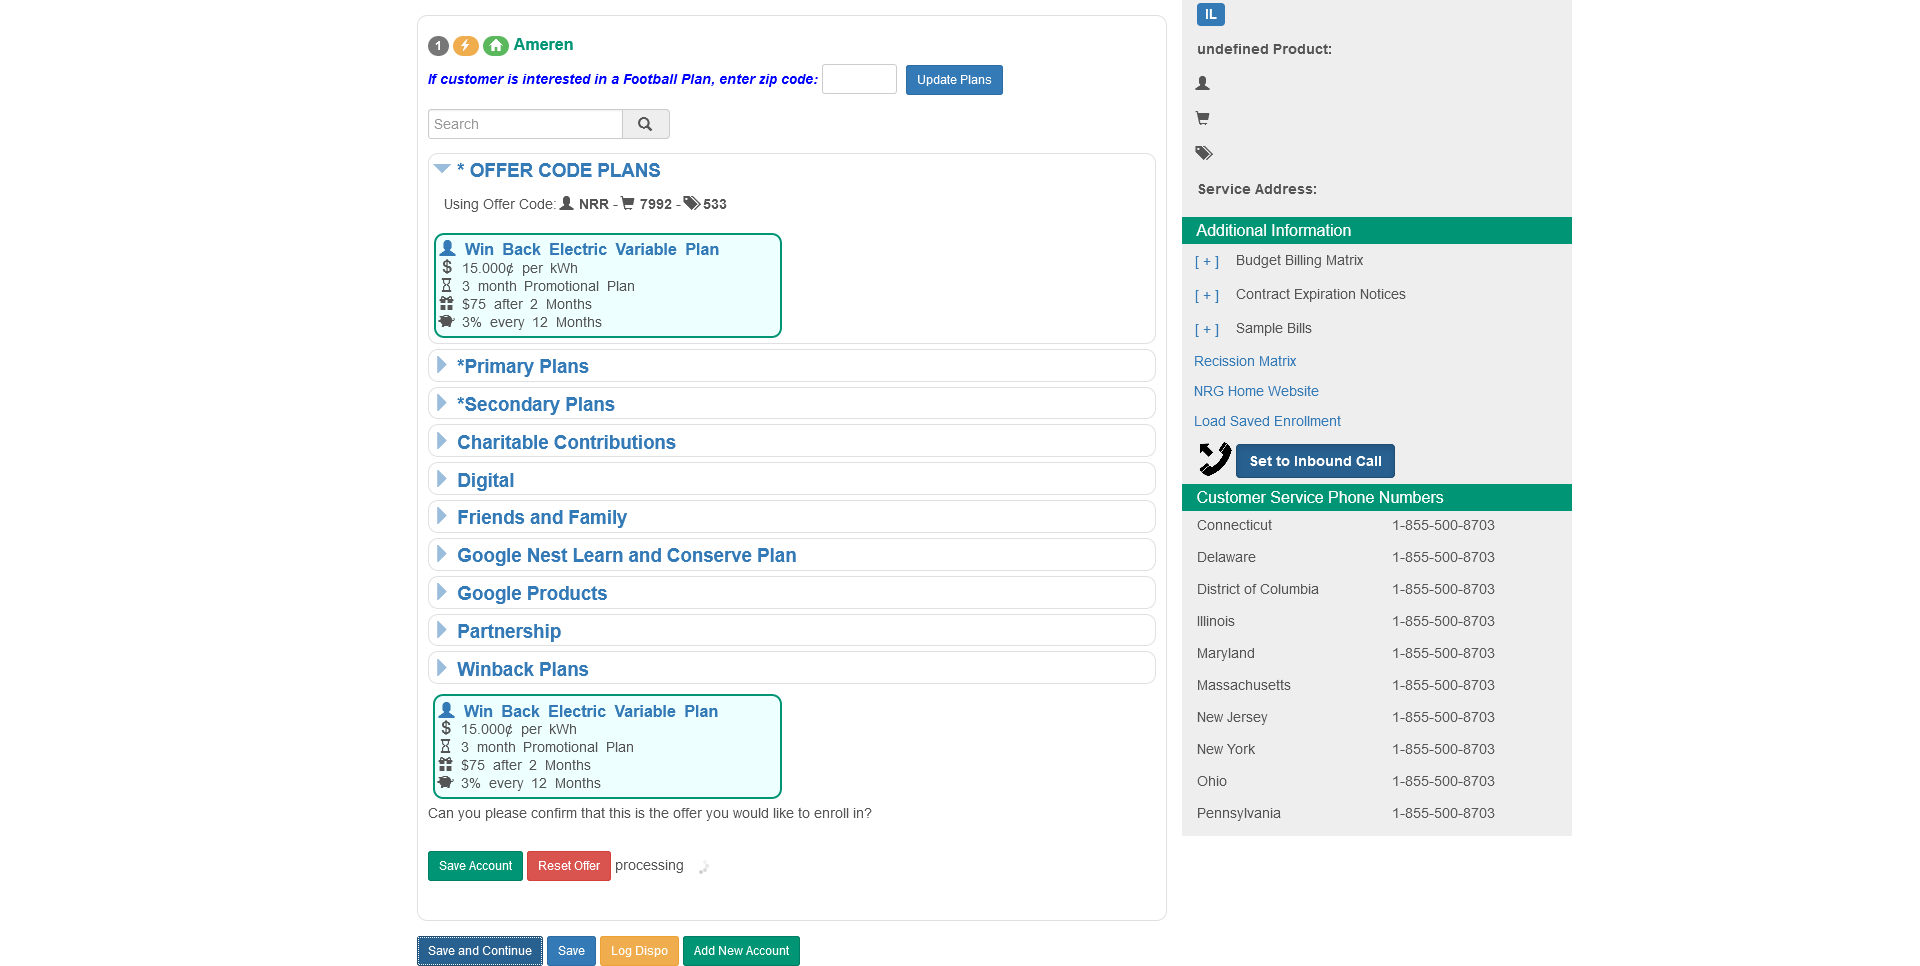 1 Ameren
If customer is interested in a Football Plan, enter zip code: Update Plans
Search
* OFFER CODE PLANS
Using Offer Code: NRR - 7992 - 533
Win Back Electric Variable Plan
$ 15.000¢ per kWh
3 month Promotional Plan
$75 after 2 Months
3% every 12 Months
*Primary Plans
*Secondary Plans
Charitable Contributions
Digital
Friends and Family
Google Nest Learn and Conserve Plan
Google Products
Partnership
Winback Plans
Win Back Electric Variable Plan
$ 15.000¢ per kWh
3 month Promotional Plan
$75 after 2 Months
3% every 12 Months
Can you please confirm that this is the offer you would like to enroll in?
Save Account Reset Offer processing
Save and Continue Save Log Dispo Add New Account
IL
undefined Product:
Service Address:
Additional Information
[ + ] Budget Billing Matrix
[ + ] Contract Expiration Notices
[ + ] Sample Bills
Recission Matrix
NRG Home Website
Load Saved Enrollment
Set to Inbound Call
Customer Service Phone Numbers
Connecticut 1-855-500-8703
Delaware 1-855-500-8703
District of Columbia 1-855-500-8703
Illinois 1-855-500-8703
Maryland 1-855-500-8703
Massachusetts 1-855-500-8703
New Jersey 1-855-500-8703
New York 1-855-500-8703
Ohio 1-855-500-8703
Pennsylvania 1-855-500-8703